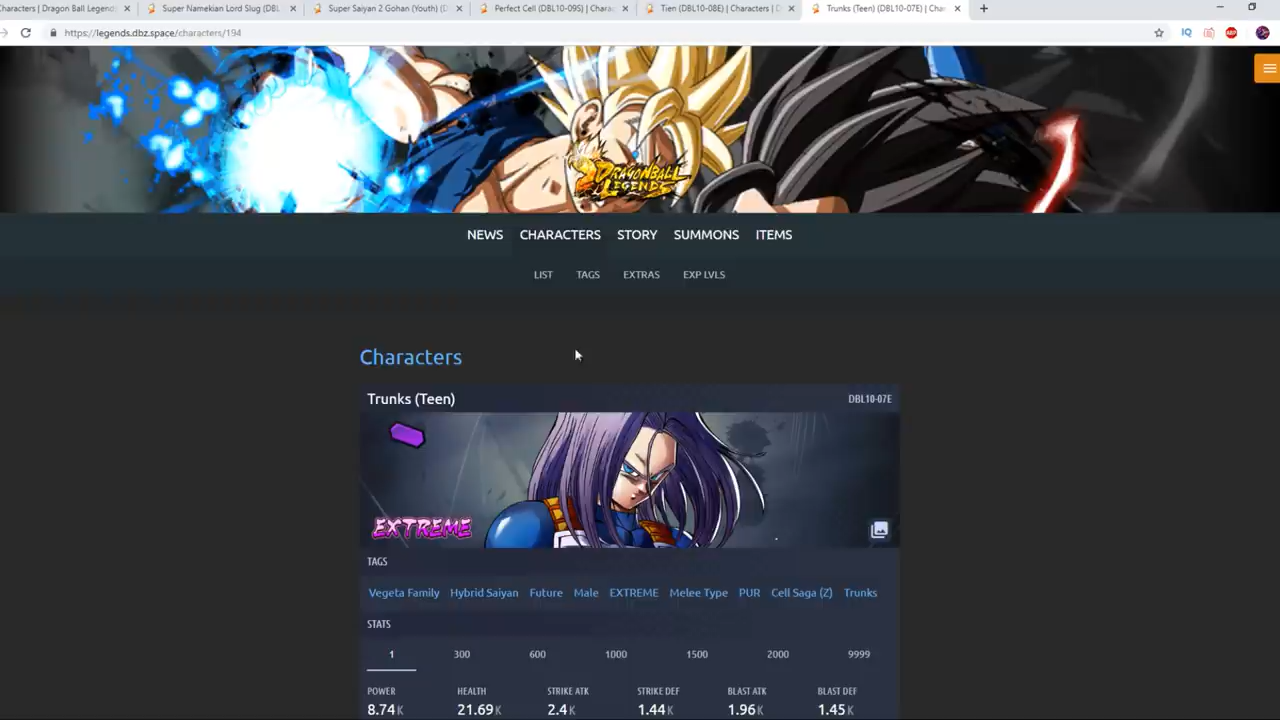 Characters | Dragon Ball Legends
Super Namekian Lord Slug (DBL
Super Saiyan 2 Gohan (Youth) (D
Perfect Cell (DBL10-09S) | Charac
Tien (DBL10-08E) | Characters | D
Trunks (Teen) (DBL10-07E) | Char
https://legends.dbz.space/characters/194
DRAGONBALL
LEGENDS
NEWS CHARACTERS STORY SUMMONS ITEMS
LIST TAGS EXTRAS EXP LVLS
Characters
Trunks (Teen) DBL10-07E
EXTREME
TAGS
Vegeta Family Hybrid Saiyan Future Male EXTREME Melee Type PUR Cell Saga (Z) Trunks
STATS
1 300 600 1000 1500 2000 9999
POWER HEALTH STRIKE ATK STRIKE DEF BLAST ATK BLAST DEF
8.74K 21.69K 2.4K 1.44K 1.96K 1.45K